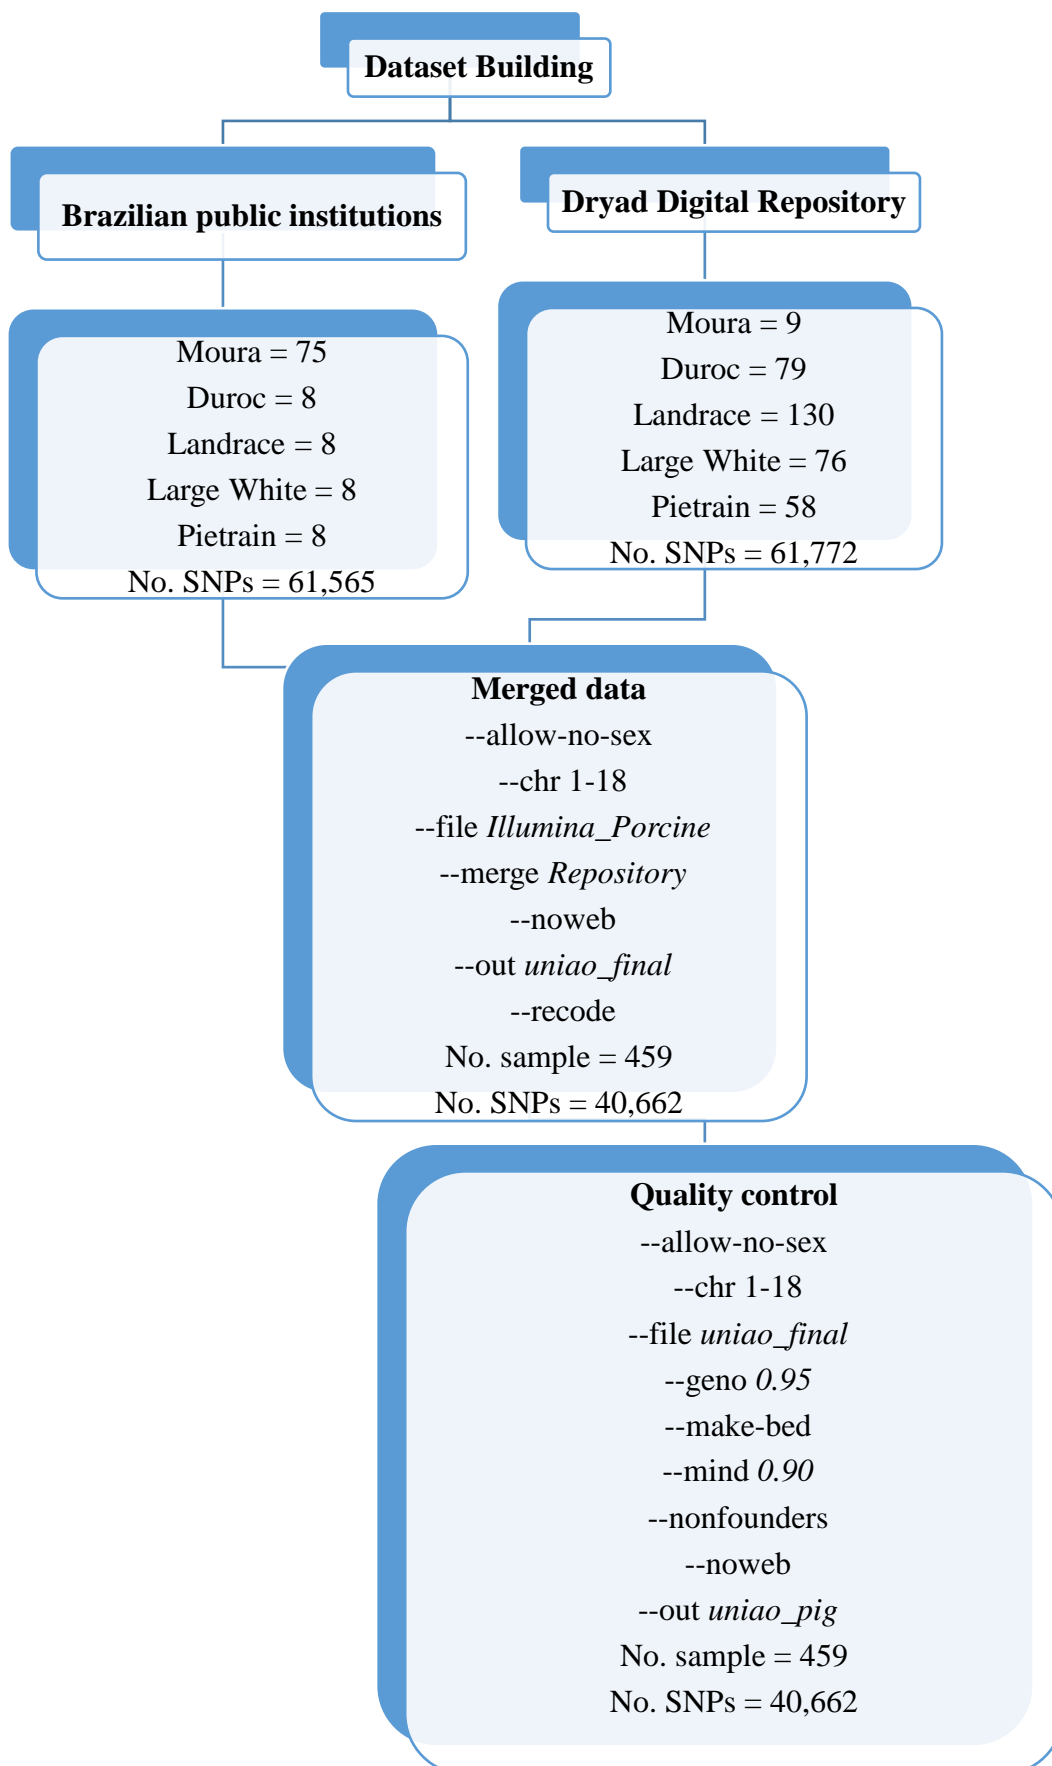 Dataset Building
Brazilian public institutions
Dryad Digital Repository
Moura = 75
Duroc = 8
Landrace = 8
Large White = 8
Pietrain = 8
No. SNPs = 61,565
Moura = 9
Duroc = 79
Landrace = 130
Large White = 76
Pietrain = 58
No. SNPs = 61,772
Merged data
--allow-no-sex
--chr 1-18
--file Illumina_Porcine
--merge Repository
--noweb
--out uniao_final
--recode
No. sample = 459
No. SNPs = 40,662
Quality control
--allow-no-sex
--chr 1-18
--file uniao_final
--geno 0.95
--make-bed
--mind 0.90
--nonfounders
--noweb
--out uniao_pig
No. sample = 459
No. SNPs = 40,662